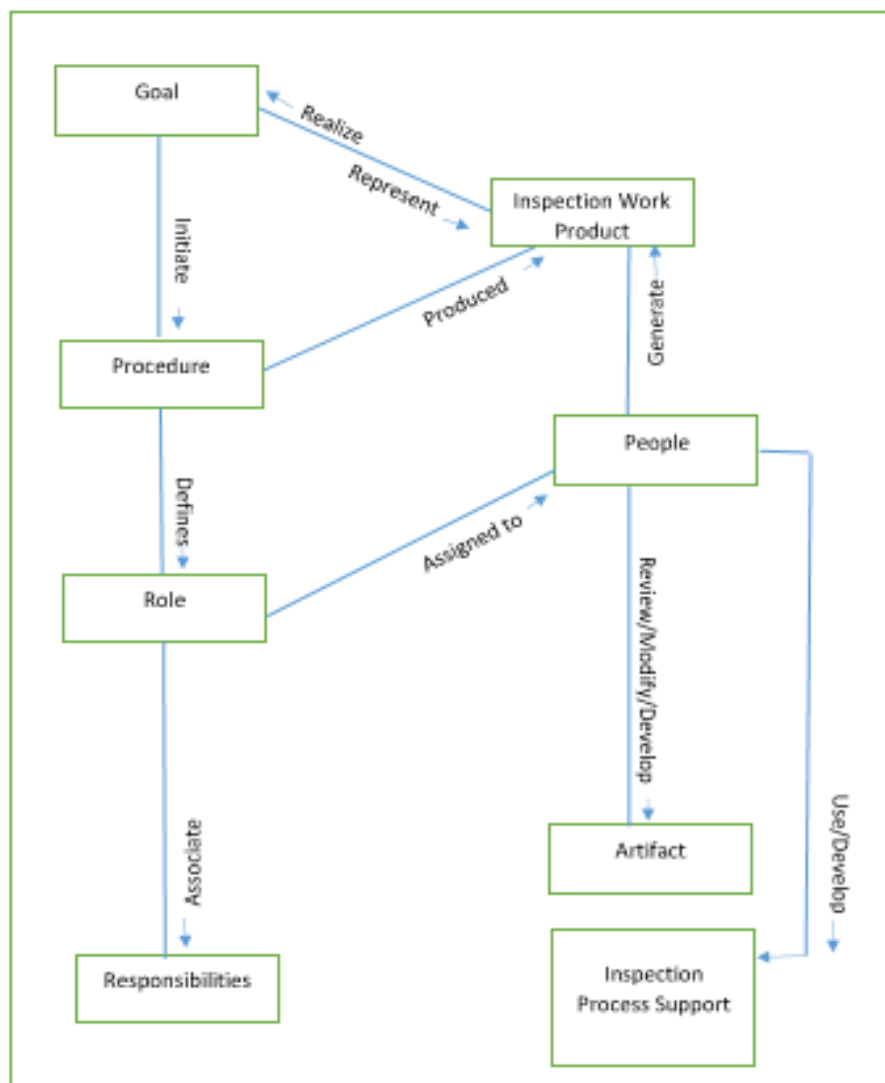 Goal
Realize
Represent
Inspection Work
Product
Initiate
Produced
Generate
Procedure
People
Defines
Assigned to
Role
Review/Modify/Develop
Associate
Use/Develop
Artifact
Responsibilities
Inspection
Process Support